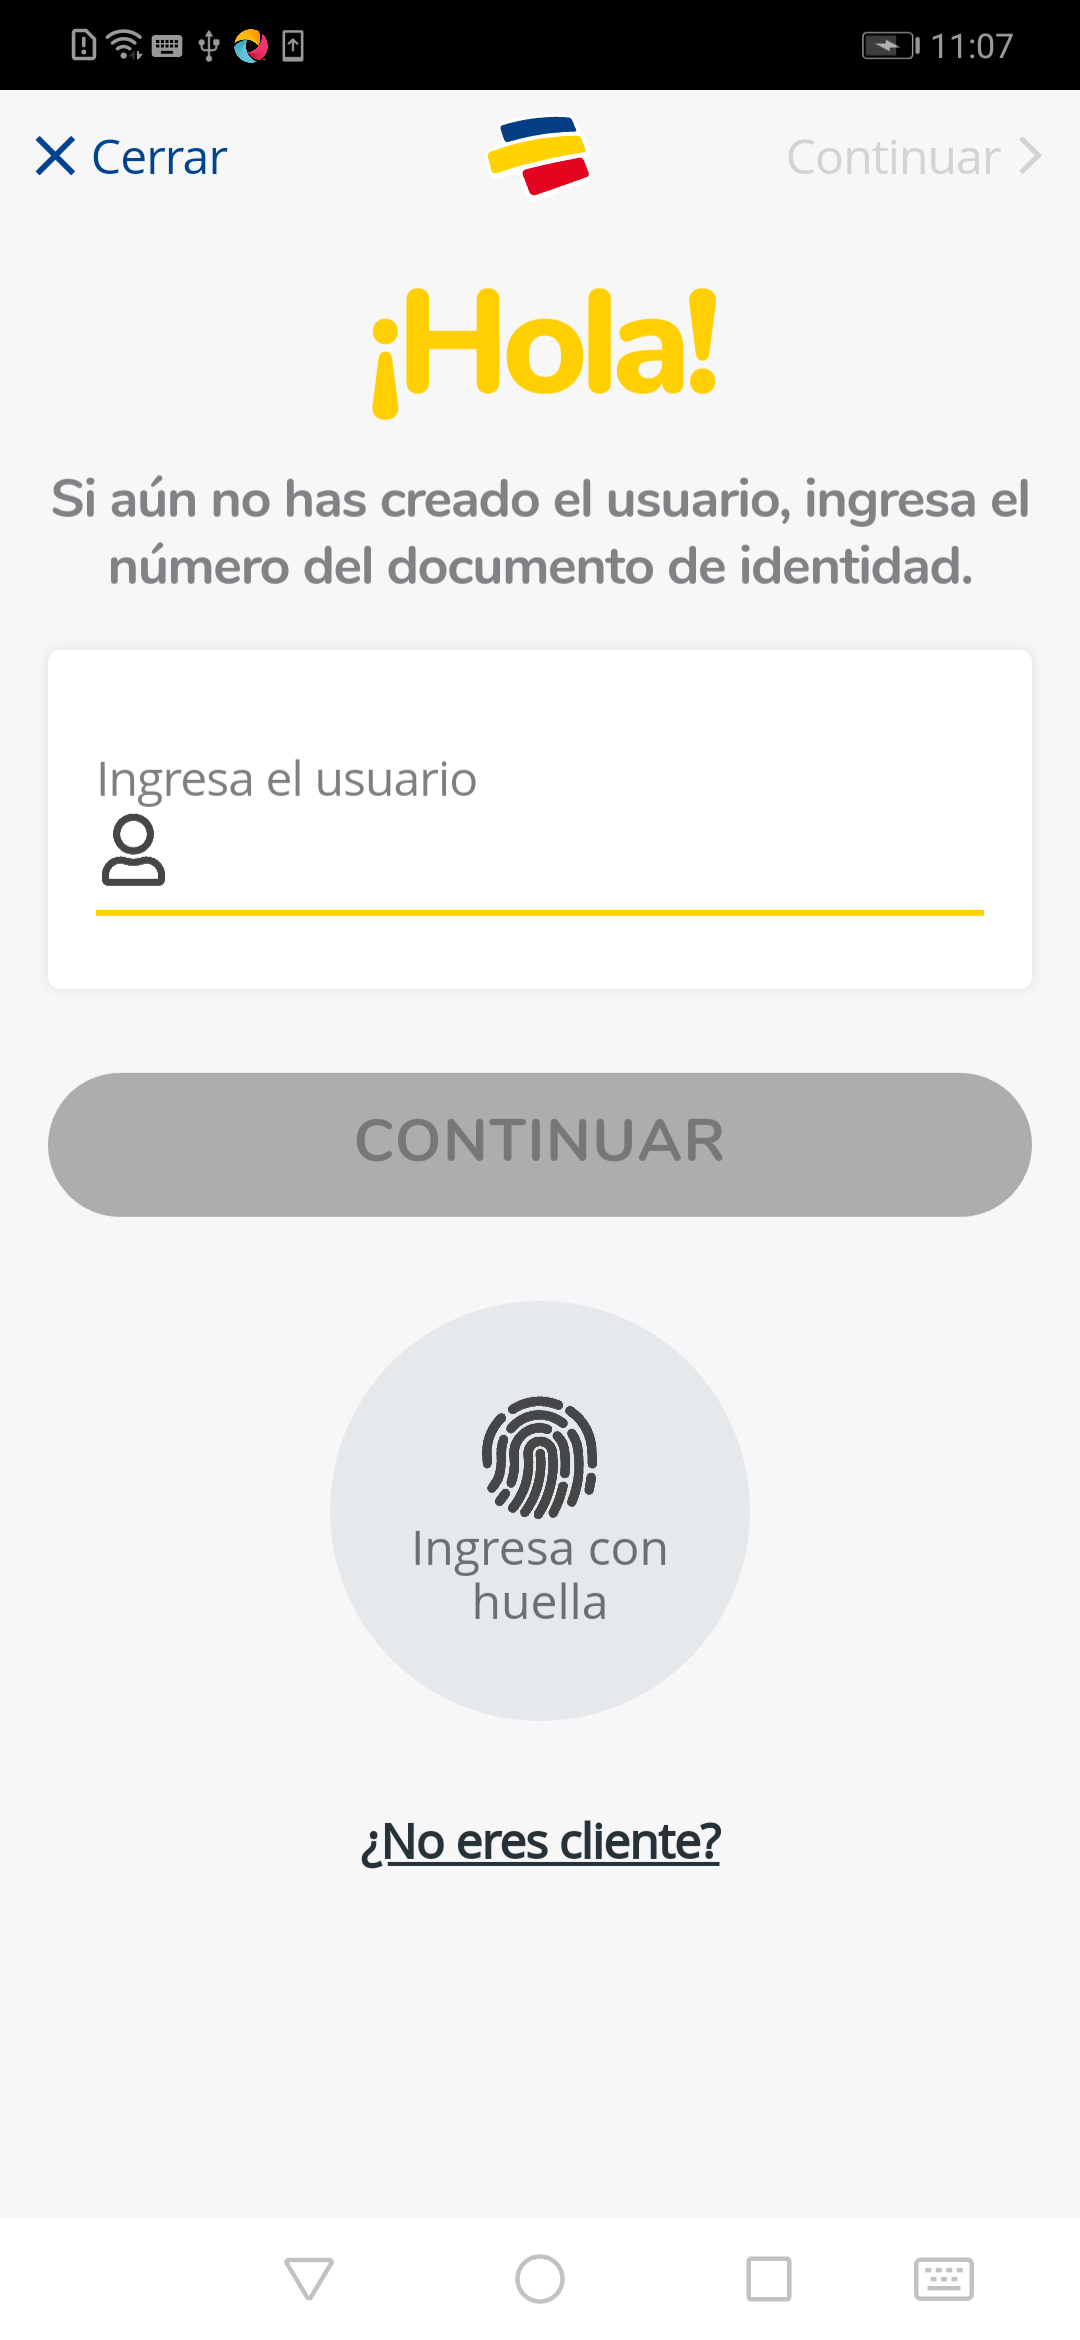 11:07
Cerrar
Continuar
¡Hola!
Si aún no has creado el usuario, ingresa el
número del documento de identidad.
Ingresa el usuario
CONTINUAR
Ingresa con
huella
¿No eres cliente?